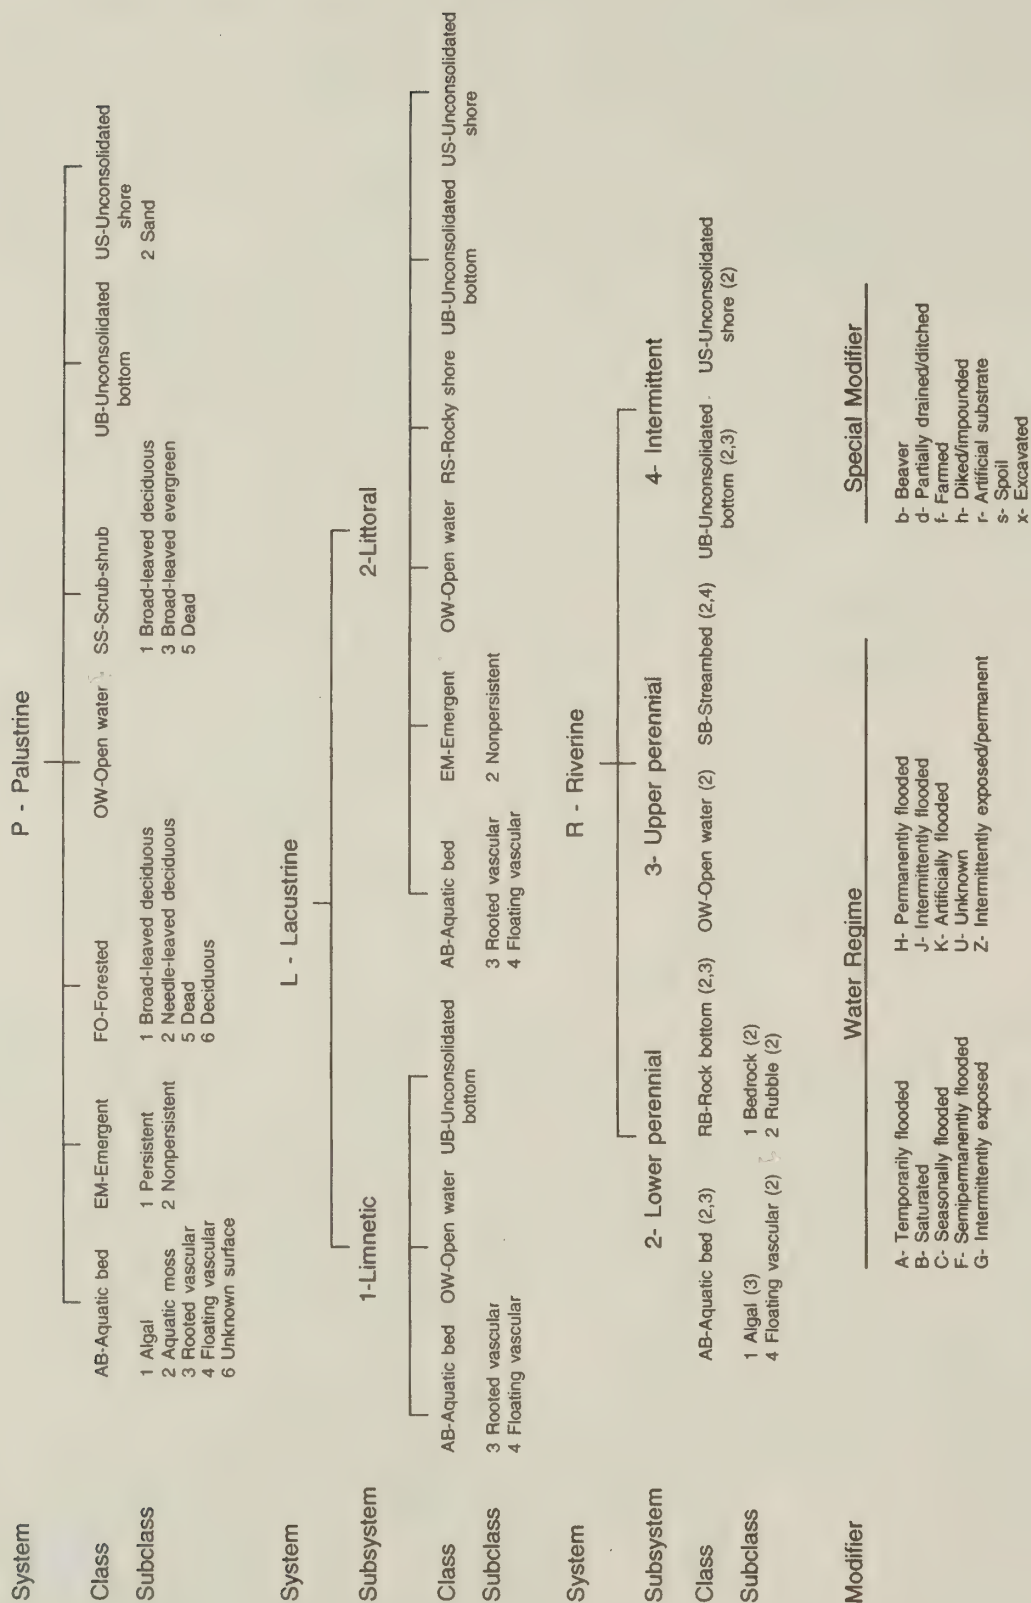 System
P - Palustrine
Class
AB-Aquatic bed
EM-Emergent
FO-Forested
OW-Open water
SS-Scrub-shrub
UB-Unconsolidated
bottom
US-Unconsolidated
shore
Subclass
1 Algal
2 Aquatic moss
3 Rooted vascular
4 Floating vascular
6 Unknown surface
1 Persistent
2 Nonpersistent
1 Broad-leaved deciduous
2 Needle-leaved deciduous
5 Dead
6 Deciduous
1 Broad-leaved deciduous
3 Broad-leaved evergreen
5 Dead
2 Sand
System
L - Lacustrine
Subsystem
1-Limnetic
2-Littoral
Class
AB-Aquatic bed
OW-Open water
UB-Unconsolidated
bottom
AB-Aquatic bed
EM-Emergent
OW-Open water
RS-Rocky shore
UB-Unconsolidated
bottom
US-Unconsolidated
shore
Subclass
3 Rooted vascular
4 Floating vascular
3 Rooted vascular
4 Floating vascular
2 Nonpersistent
System
R - Riverine
Subsystem
2- Lower perennial
3- Upper perennial
4- Intermittent
Class
AB-Aquatic bed (2,3)
RB-Rock bottom (2,3)
OW-Open water (2)
SB-Streambed (2,4)
UB-Unconsolidated
bottom (2,3)
US-Unconsolidated
shore (2)
Subclass
1 Algal (3)
4 Floating vascular (2)
1 Bedrock (2)
2 Rubble (2)
Modifier
Water Regime
A- Temporarily flooded
B- Saturated
C- Seasonally flooded
F- Semipermanently flooded
G- Intermittently exposed
H- Permanently flooded
J- Intermittently flooded
K- Artificially flooded
U- Unknown
Z- Intermittently exposed/permanent
Special Modifier
b- Beaver
d- Partially drained/ditched
f- Farmed
h- Diked/impounded
r- Artificial substrate
s- Spoil
x- Excavated